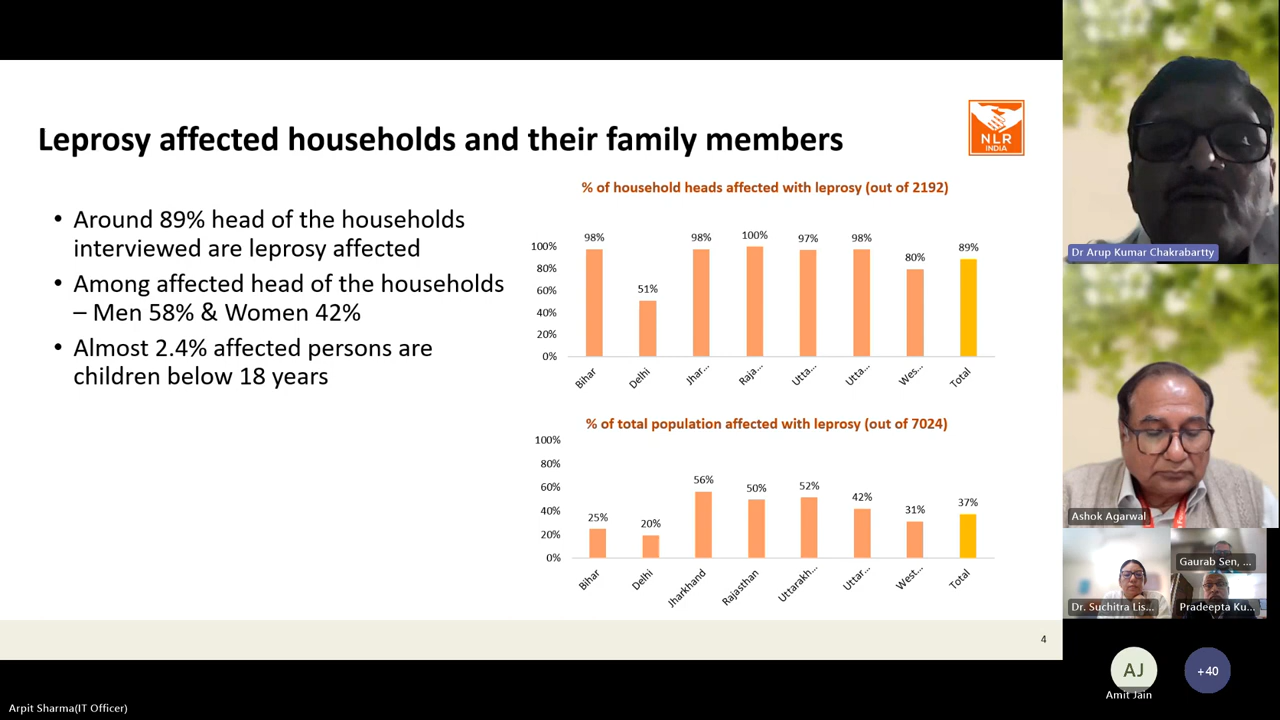 Leprosy affected households and their family members
NLR
INDIA
• Around 89% head of the households
interviewed are leprosy affected
• Among affected head of the households
– Men 58% & Women 42%
• Almost 2.4% affected persons are
children below 18 years
% of household heads affected with leprosy (out of 2192)
100%
80%
60%
40%
20%
0%
98%
51%
98%
100%
97%
98%
80%
89%
Bihar
Delhi
Jhar...
Raja...
Utta...
Utta...
Wes...
Total
% of total population affected with leprosy (out of 7024)
100%
80%
60%
40%
20%
0%
25%
20%
56%
50%
52%
42%
31%
37%
Bihar
Delhi
Jharkhand
Rajasthan
Uttarakh...
Uttar...
West...
Total
4
Dr Arup Kumar Chakrabartty
Ashok Agarwal
Dr. Suchitra Lis...
Gaurab Sen, ...
Pradeepta Ku...
AJ
Amit Jain
+40
Arpit Sharma(IT Officer)